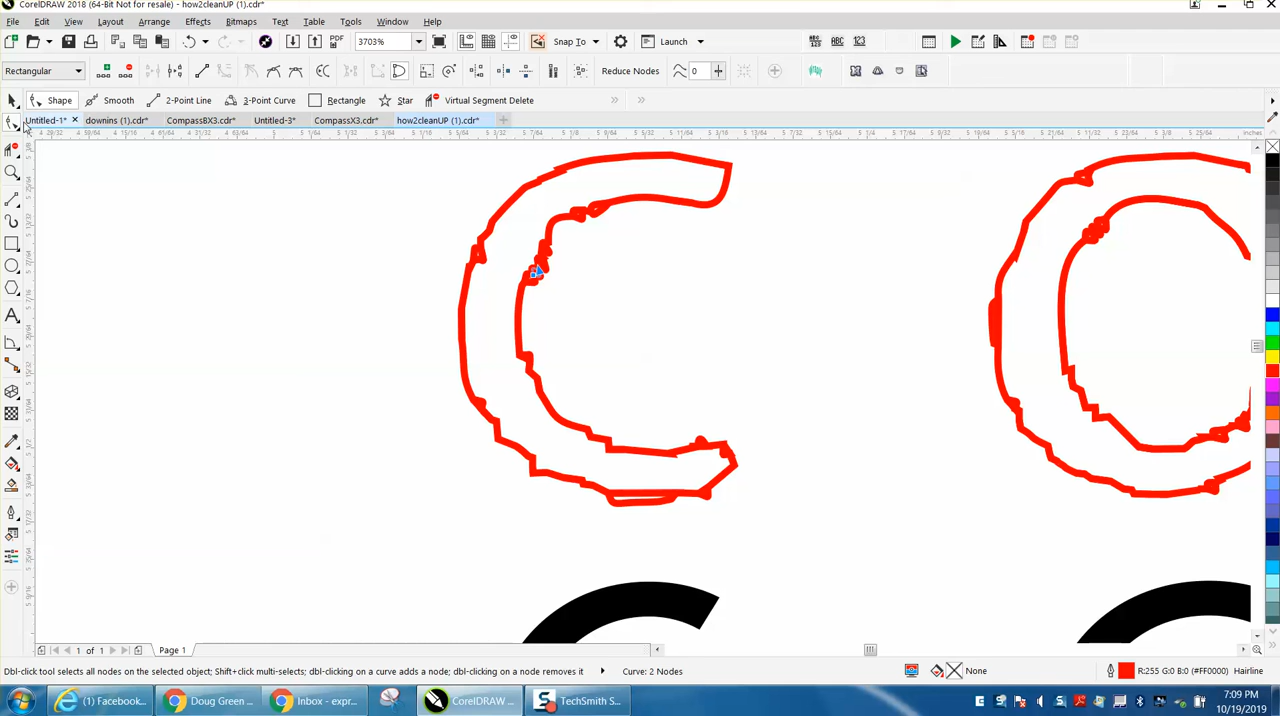 CorelDRAW 2018 (64-Bit Not for resale) - how2cleanUP (1).cdr*
File Edit View Layout Arrange Effects Bitmaps Text Table Tools Window Help
PDF 3703% Snap To Launch ABC 123
Rectangular Reduce Nodes 0
Shape Smooth 2-Point Line 3-Point Curve Rectangle Star Virtual Segment Delete
Untitled-1* downins (1).cdr* CompassBX3.cdr* Untitled-3* CompassX3.cdr* how2cleanUP (1).cdr*
inches
1 of 1 Page 1
Dbl-click tool selects all nodes on the selected object; Shift+click multi-selects; dbl-clicking on a curve adds a node; dbl-clicking on a node removes it Curve: 2 Nodes None R:255 G:0 B:0 (#FF0000) Hairline
(1) Facebook... Doug Green ... Inbox - expr... CorelDRAW ... TechSmith S... 7:09 PM
10/19/2019